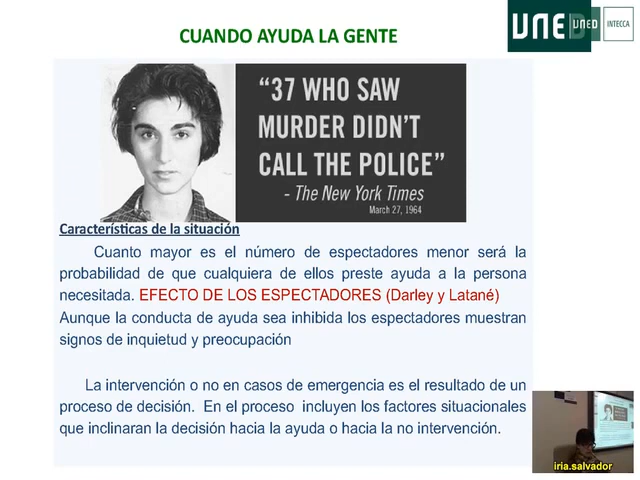 CUANDO AYUDA LA GENTE
UNED
UNED
INTECCA
“37 WHO SAW
MURDER DIDN’T
CALL THE POLICE”
- The New York Times
March 27, 1964
Características de la situación
Cuanto mayor es el número de espectadores menor será la
probabilidad de que cualquiera de ellos preste ayuda a la persona
necesitada. EFECTO DE LOS ESPECTADORES (Darley y Latané)
Aunque la conducta de ayuda sea inhibida los espectadores muestran
signos de inquietud y preocupación
La intervención o no en casos de emergencia es el resultado de un
proceso de decisión. En el proceso incluyen los factores situacionales
que inclinaran la decisión hacia la ayuda o hacia la no intervención.
iria.salvador